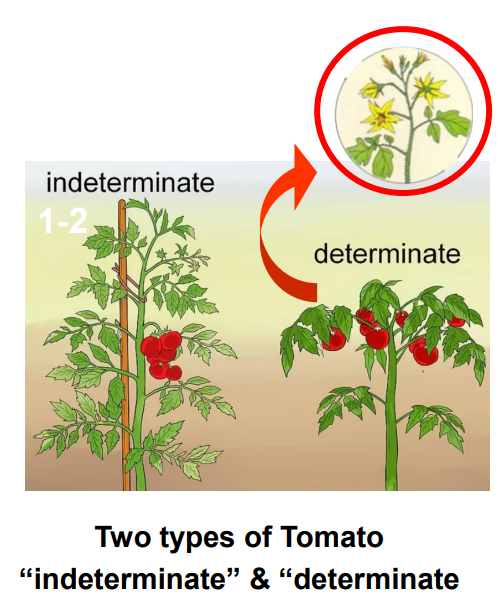 indeterminate
1-2
determinate
Two types of Tomato
“indeterminate” & “determinate